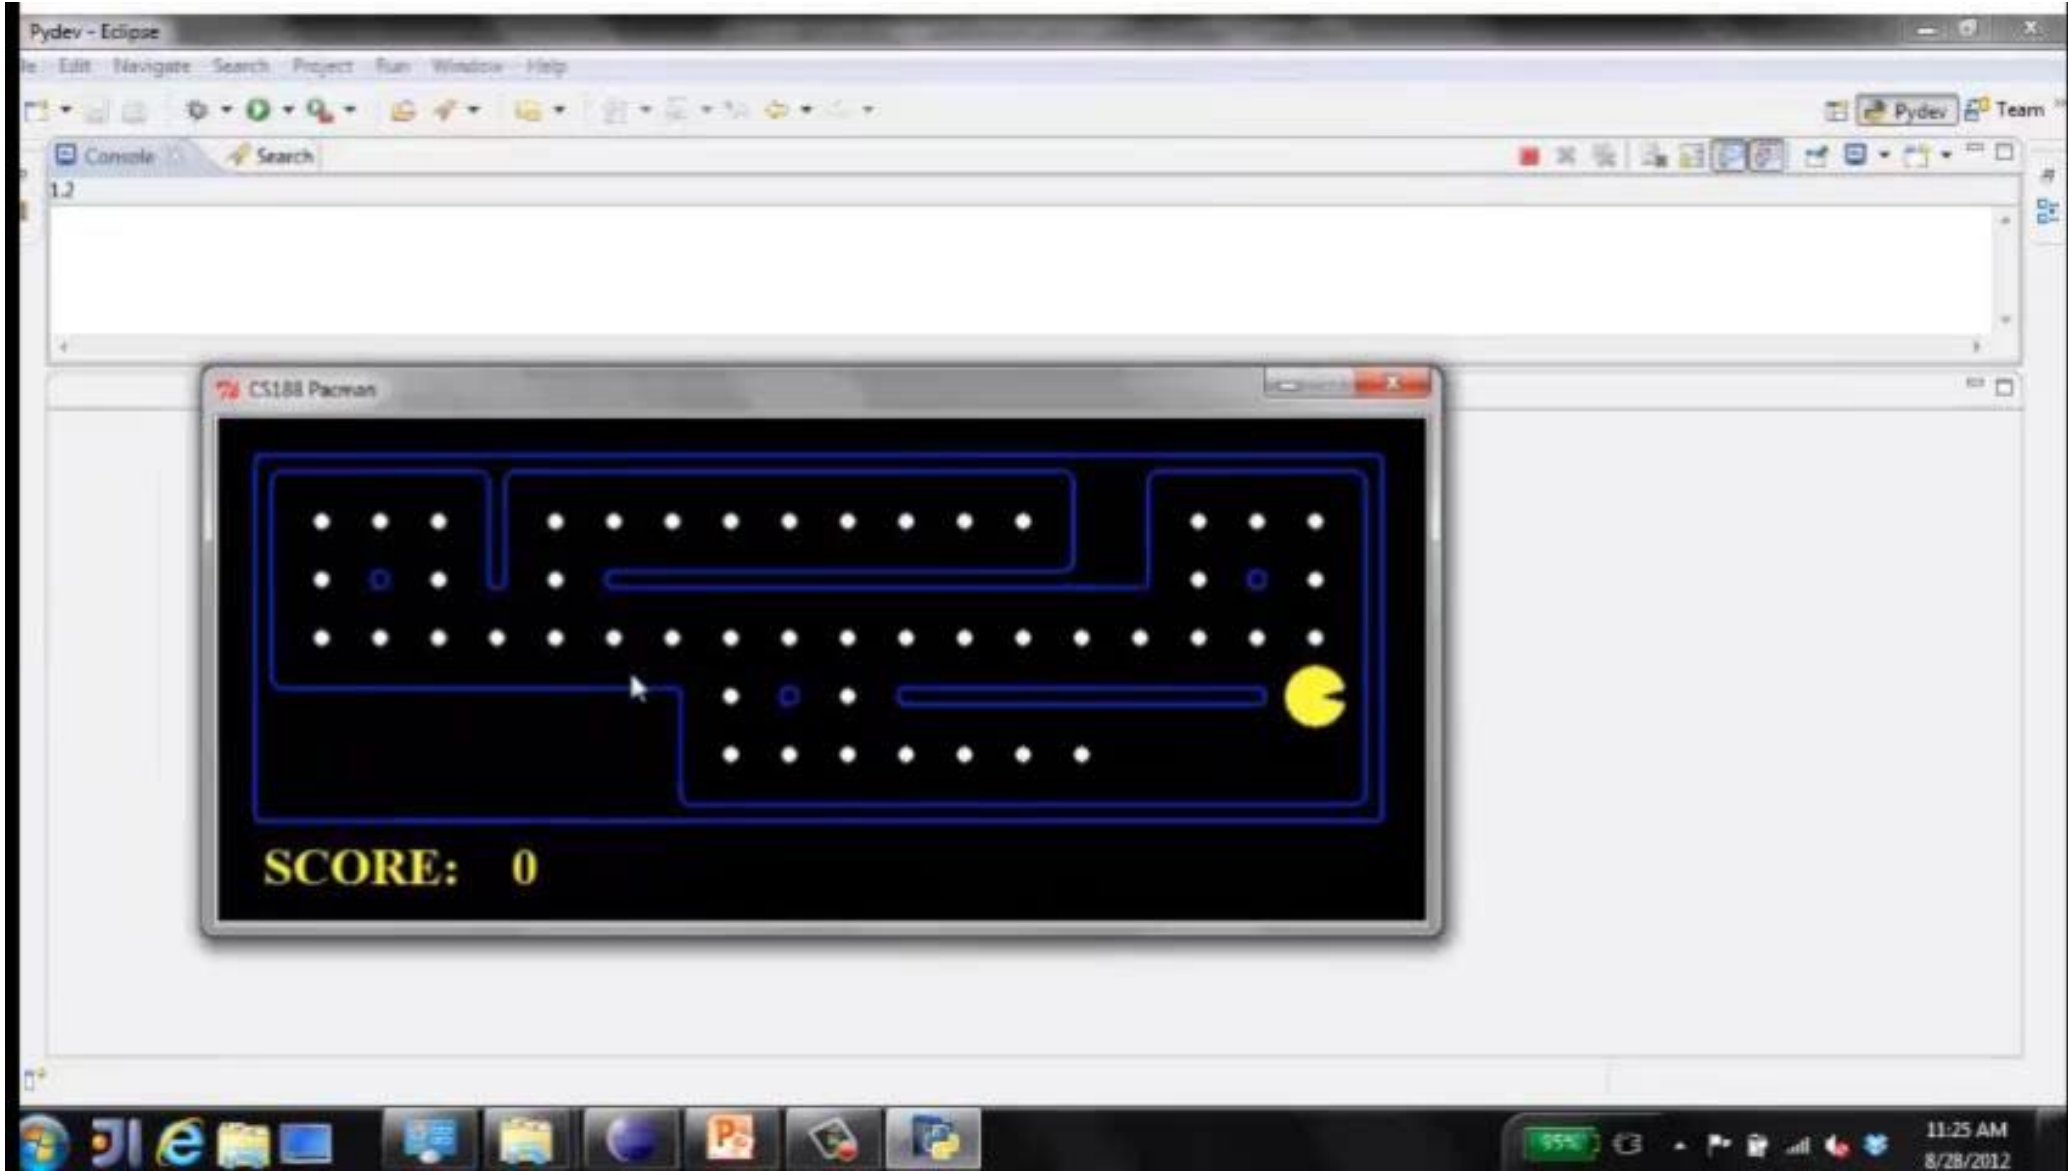 Pydev - Eclipse
Edit Navigate Search Project Run Window Help
Pydev Team
Console Search
1.2
CS188 Pacman
SCORE: 0
95%
11:25 AM
8/28/2012